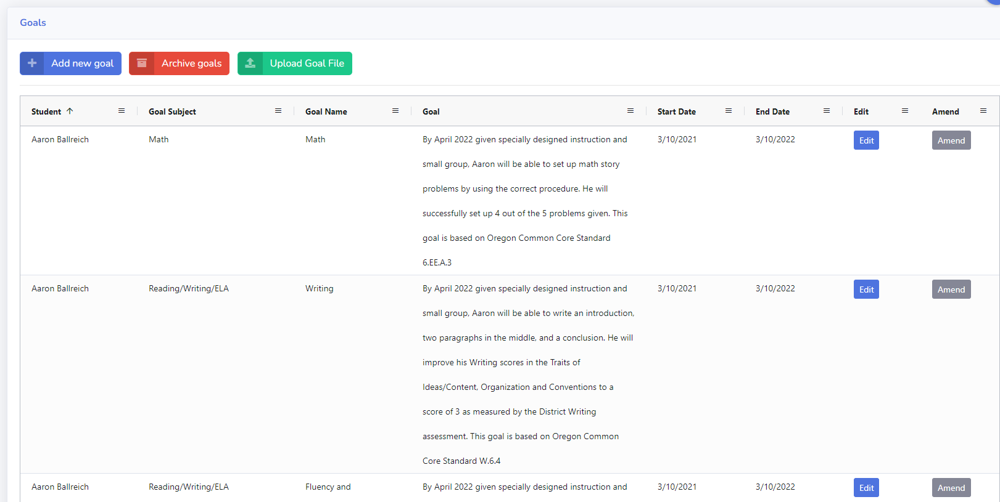 Goals
Add new goal Archive goals Upload Goal File
Student Goal Subject Goal Name Goal Start Date End Date Edit Amend
Aaron Ballreich Math Math By April 2022 given specially designed instruction and 3/10/2021 3/10/2022 Edit Amend
small group, Aaron will be able to set up math story
problems by using the correct procedure. He will
successfully set up 4 out of the 5 problems given. This
goal is based on Oregon Common Core Standard
6.EE.A.3
Aaron Ballreich Reading/Writing/ELA Writing By April 2022 given specially designed instruction and 3/10/2021 3/10/2022 Edit Amend
small group, Aaron will be able to write an introduction,
two paragraphs in the middle, and a conclusion. He will
improve his Writing scores in the Traits of
Ideas/Content, Organization and Conventions to a
score of 3 as measured by the District Writing
assessment. This goal is based on Oregon Common
Core Standard W.6.4
Aaron Ballreich Reading/Writing/ELA Fluency and By April 2022 given specially designed instruction and 3/10/2021 3/10/2022 Edit Amend